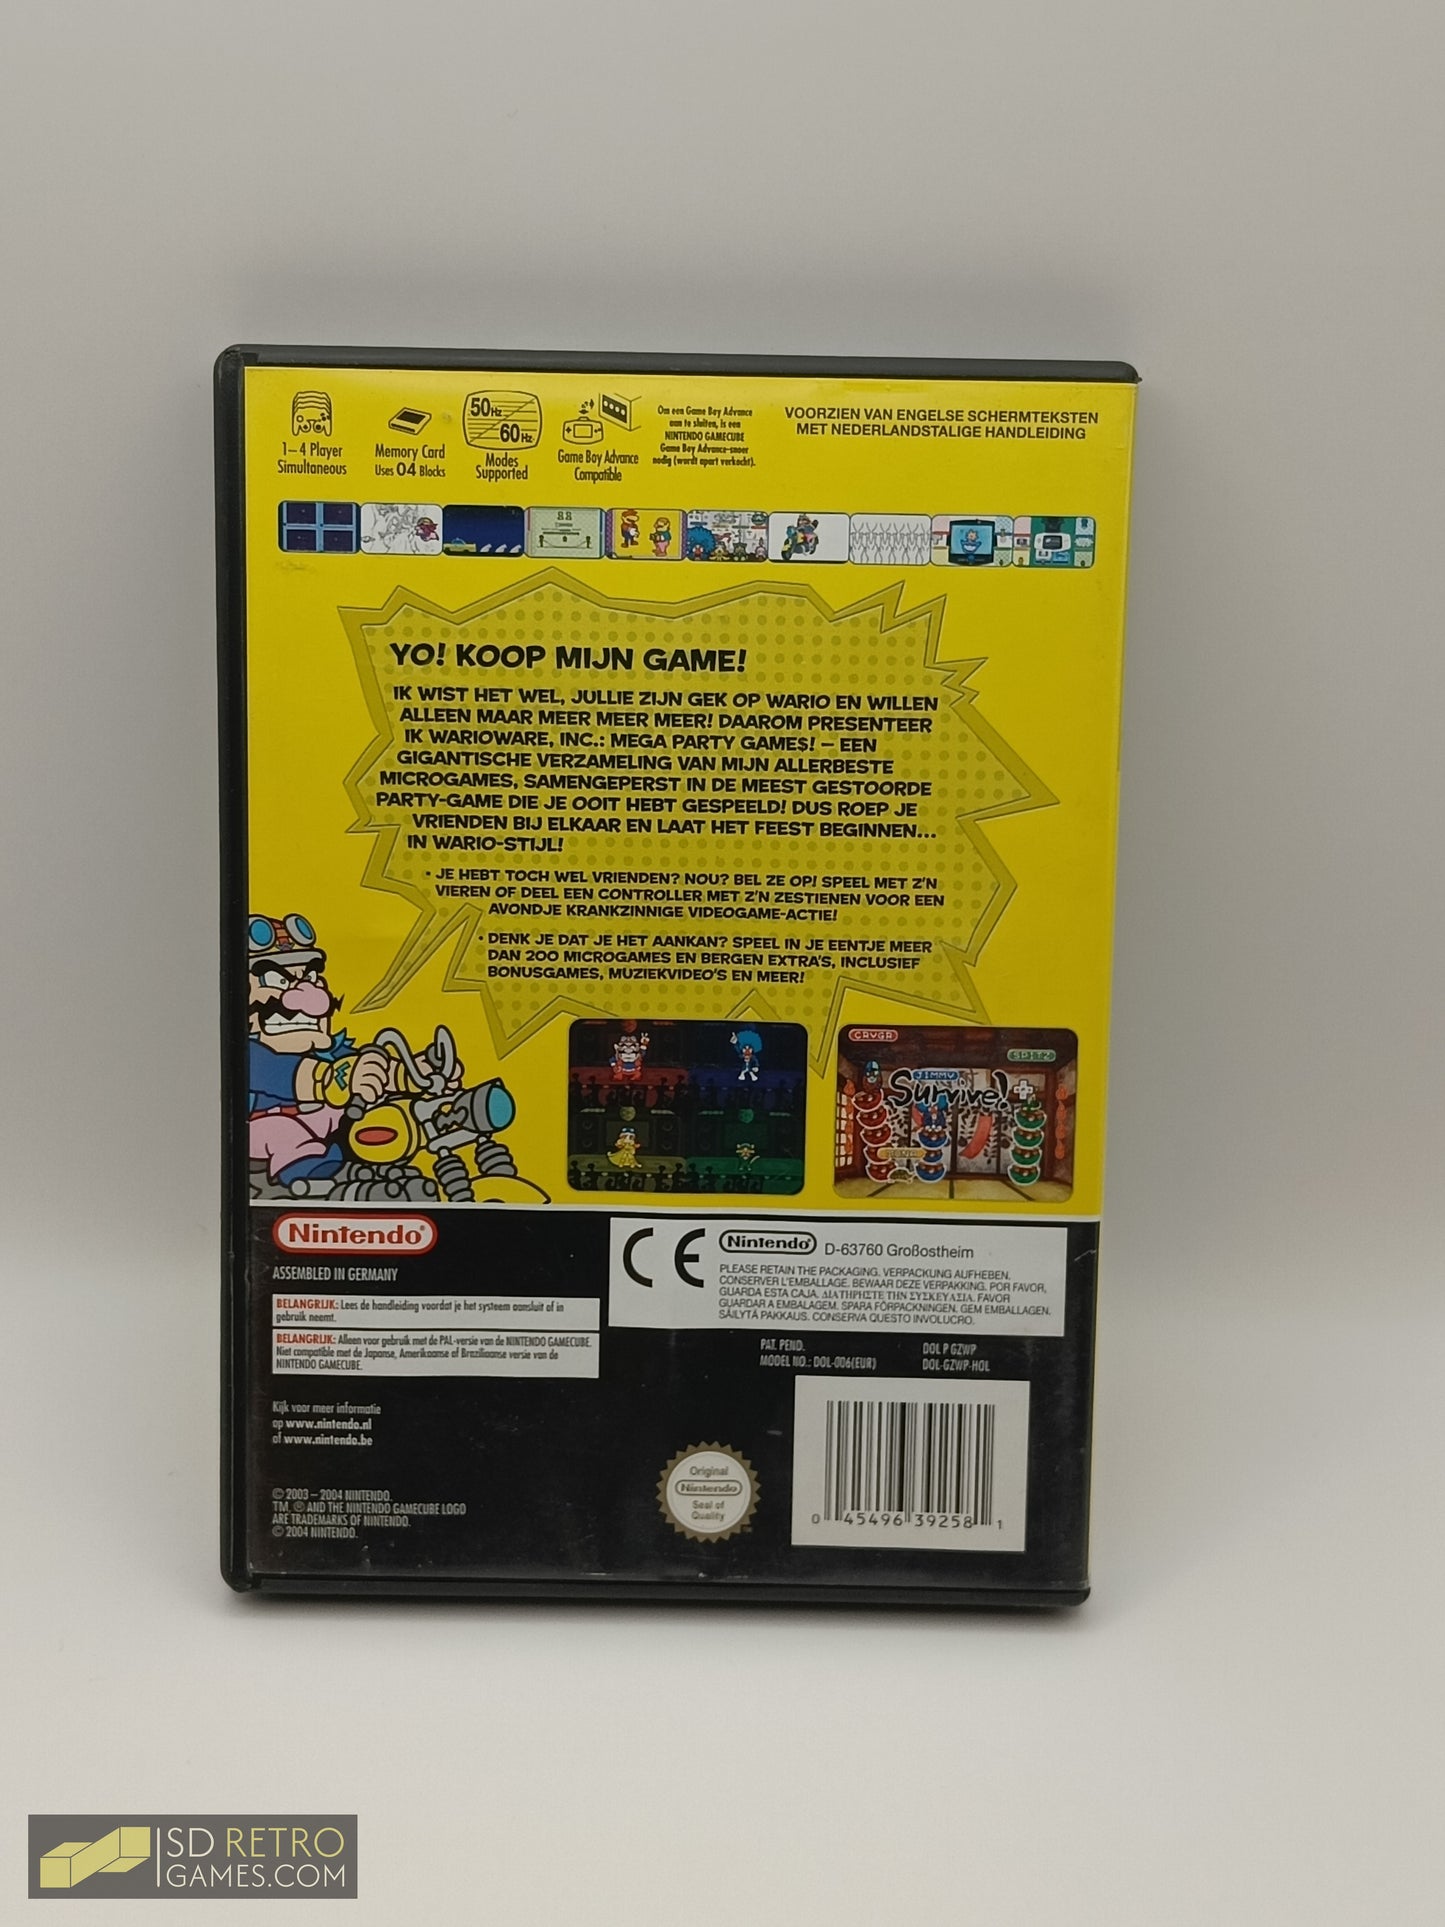 1–4 Player
Simultaneous
Memory Card
Uses 04 Blocks
50Hz
60Hz
Modes
Supported
Game Boy Advance
Compatible
Om een Game Boy Advance
aan te sluiten, is een
NINTENDO GAMECUBE
Game Boy Advance-snoer
nodig (wordt apart verkocht).
VOORZIEN VAN ENGELSE SCHERMTEKSTEN
MET NEDERLANDSTALIGE HANDLEIDING
YO! KOOP MIJN GAME!
IK WIST HET WEL, JULLIE ZIJN GEK OP WARIO EN WILLEN
ALLEEN MAAR MEER MEER MEER! DAAROM PRESENTEER
IK WARIOWARE, INC.: MEGA PARTY GAME$! – EEN
GIGANTISCHE VERZAMELING VAN MIJN ALLERBESTE
MICROGAMES, SAMENGEPERST IN DE MEEST GESTOORDE
PARTY-GAME DIE JE OOIT HEBT GESPEELD! DUS ROEP JE
VRIENDEN BIJ ELKAAR EN LAAT HET FEEST BEGINNEN...
IN WARIO-STIJL!
• JE HEBT TOCH WEL VRIENDEN? NOU? BEL ZE OP! SPEEL MET Z'N
VIEREN OF DEEL EEN CONTROLLER MET Z'N ZESTIENEN VOOR EEN
AVONDJE KRANKZINNIGE VIDEOGAME-ACTIE!
• DENK JE DAT JE HET AANKAN? SPEEL IN JE EENTJE MEER
DAN 200 MICROGAMES EN BERGEN EXTRA'S, INCLUSIEF
BONUSGAMES, MUZIEKVIDEO'S EN MEER!
CRYGR
SPITZ
JIMMY
Survive!
Nintendo®
ASSEMBLED IN GERMANY
BELANGRIJK: Lees de handleiding voordat je het systeem aansluit of in
gebruik neemt.
BELANGRIJK: Alleen voor gebruik met de PAL-versie van de NINTENDO GAMECUBE.
Niet compatible met de Japanse, Amerikaanse of Braziliaanse versie van de
NINTENDO GAMECUBE.
Kijk voor meer informatie
op www.nintendo.nl
of www.nintendo.be
© 2003 – 2004 NINTENDO.
TM, ® AND THE NINTENDO GAMECUBE LOGO
ARE TRADEMARKS OF NINTENDO.
© 2004 NINTENDO.
CE
Nintendo® D-63760 Großostheim
PLEASE RETAIN THE PACKAGING. VERPACKUNG AUFHEBEN.
CONSERVER L'EMBALLAGE. BEWAAR DEZE VERPAKKING. POR FAVOR,
GUARDA ESTA CAJA. ΔΙΑΤΗΡΗΣΤΕ ΤΗΝ ΣΥΣΚΕΥΑΣΙΑ. FAVOR
GUARDAR A EMBALAGEM. SPARA FÖRPACKNINGEN. GEM EMBALLAGEN.
SÄILYTÄ PAKKAUS. CONSERVA QUESTO INVOLUCRO.
PAT. PEND.
MODEL NO.: DOL-006(EUR)
DOL P GZWP
DOL-GZWP-HOL
Original
Nintendo
Seal of
Quality
0 45496 39258 1
SD RETRO
GAMES.COM